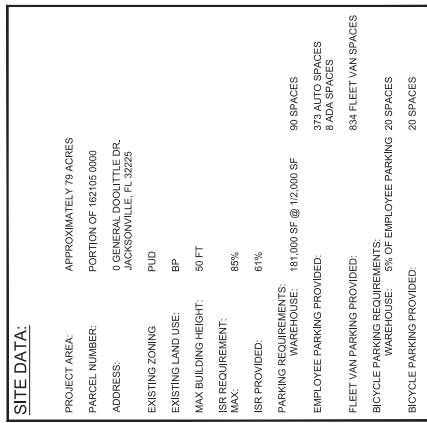 SITE DATA:
PROJECT AREA: APPROXIMATELY 79 ACRES
PARCEL NUMBER: PORTION OF 162105 0000
ADDRESS: 0 GENERAL DOOLITTLE DR.
JACKSONVILLE, FL 32225
EXISTING ZONING PUD
EXISTING LAND USE: BP
MAX BUILDING HEIGHT: 50 FT
ISR REQUIREMENT:
MAX: 85%
ISR PROVIDED: 61%
PARKING REQUIREMENTS:
WAREHOUSE: 181,000 SF @ 1/2,000 SF 90 SPACES
EMPLOYEE PARKING PROVIDED: 373 AUTO SPACES
8 ADA SPACES
FLEET VAN PARKING PROVIDED: 834 FLEET VAN SPACES
BICYCLE PARKING REQUIREMENTS:
WAREHOUSE: 5% OF EMPLOYEE PARKING 20 SPACES
BICYCLE PARKING PROVIDED: 20 SPACES